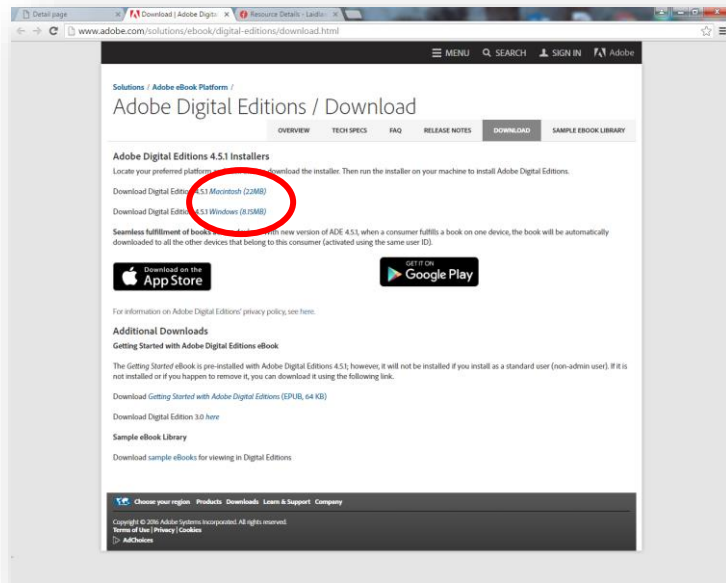 Detail page
Download | Adobe Digita
Resource Details - Laidlaw
www.adobe.com/solutions/ebook/digital-editions/download.html
MENU SEARCH SIGN IN Adobe
Solutions / Adobe eBook Platform /
Adobe Digital Editions / Download
OVERVIEW TECH SPECS FAQ RELEASE NOTES DOWNLOAD SAMPLE EBOOK LIBRARY
Adobe Digital Editions 4.5.1 Installers
Locate your preferred platform download the installer. Then run the installer on your machine to install Adobe Digital Editions.
Download Digital Edition 4.5.1 Macintosh (22MB)
Download Digital Edition 4.5.1 Windows (8.15MB)
Seamless fulfillment of books new version of ADE 4.5.1, when a consumer fulfills a book on one device, the book will be automatically
downloaded to all the other devices that belong to this consumer (activated using the same user ID).
Download on the
App Store
GET IT ON
Google Play
For information on Adobe Digital Editions' privacy policy, see here.
Additional Downloads
Getting Started with Adobe Digital Editions eBook
The Getting Started eBook is pre-installed with Adobe Digital Editions 4.5.1; however, it will not be installed if you install as a standard user (non-admin user). If it is
not installed or if you happen to remove it, you can download it using the following link.
Download Getting Started with Adobe Digital Editions (EPUB, 64 KB)
Download Digital Edition 3.0 here
Sample eBook Library
Download sample eBooks for viewing in Digital Editions
Choose your region Products Downloads Learn & Support Company
Copyright © 2016 Adobe Systems Incorporated. All rights reserved.
Terms of Use | Privacy | Cookies
AdChoices